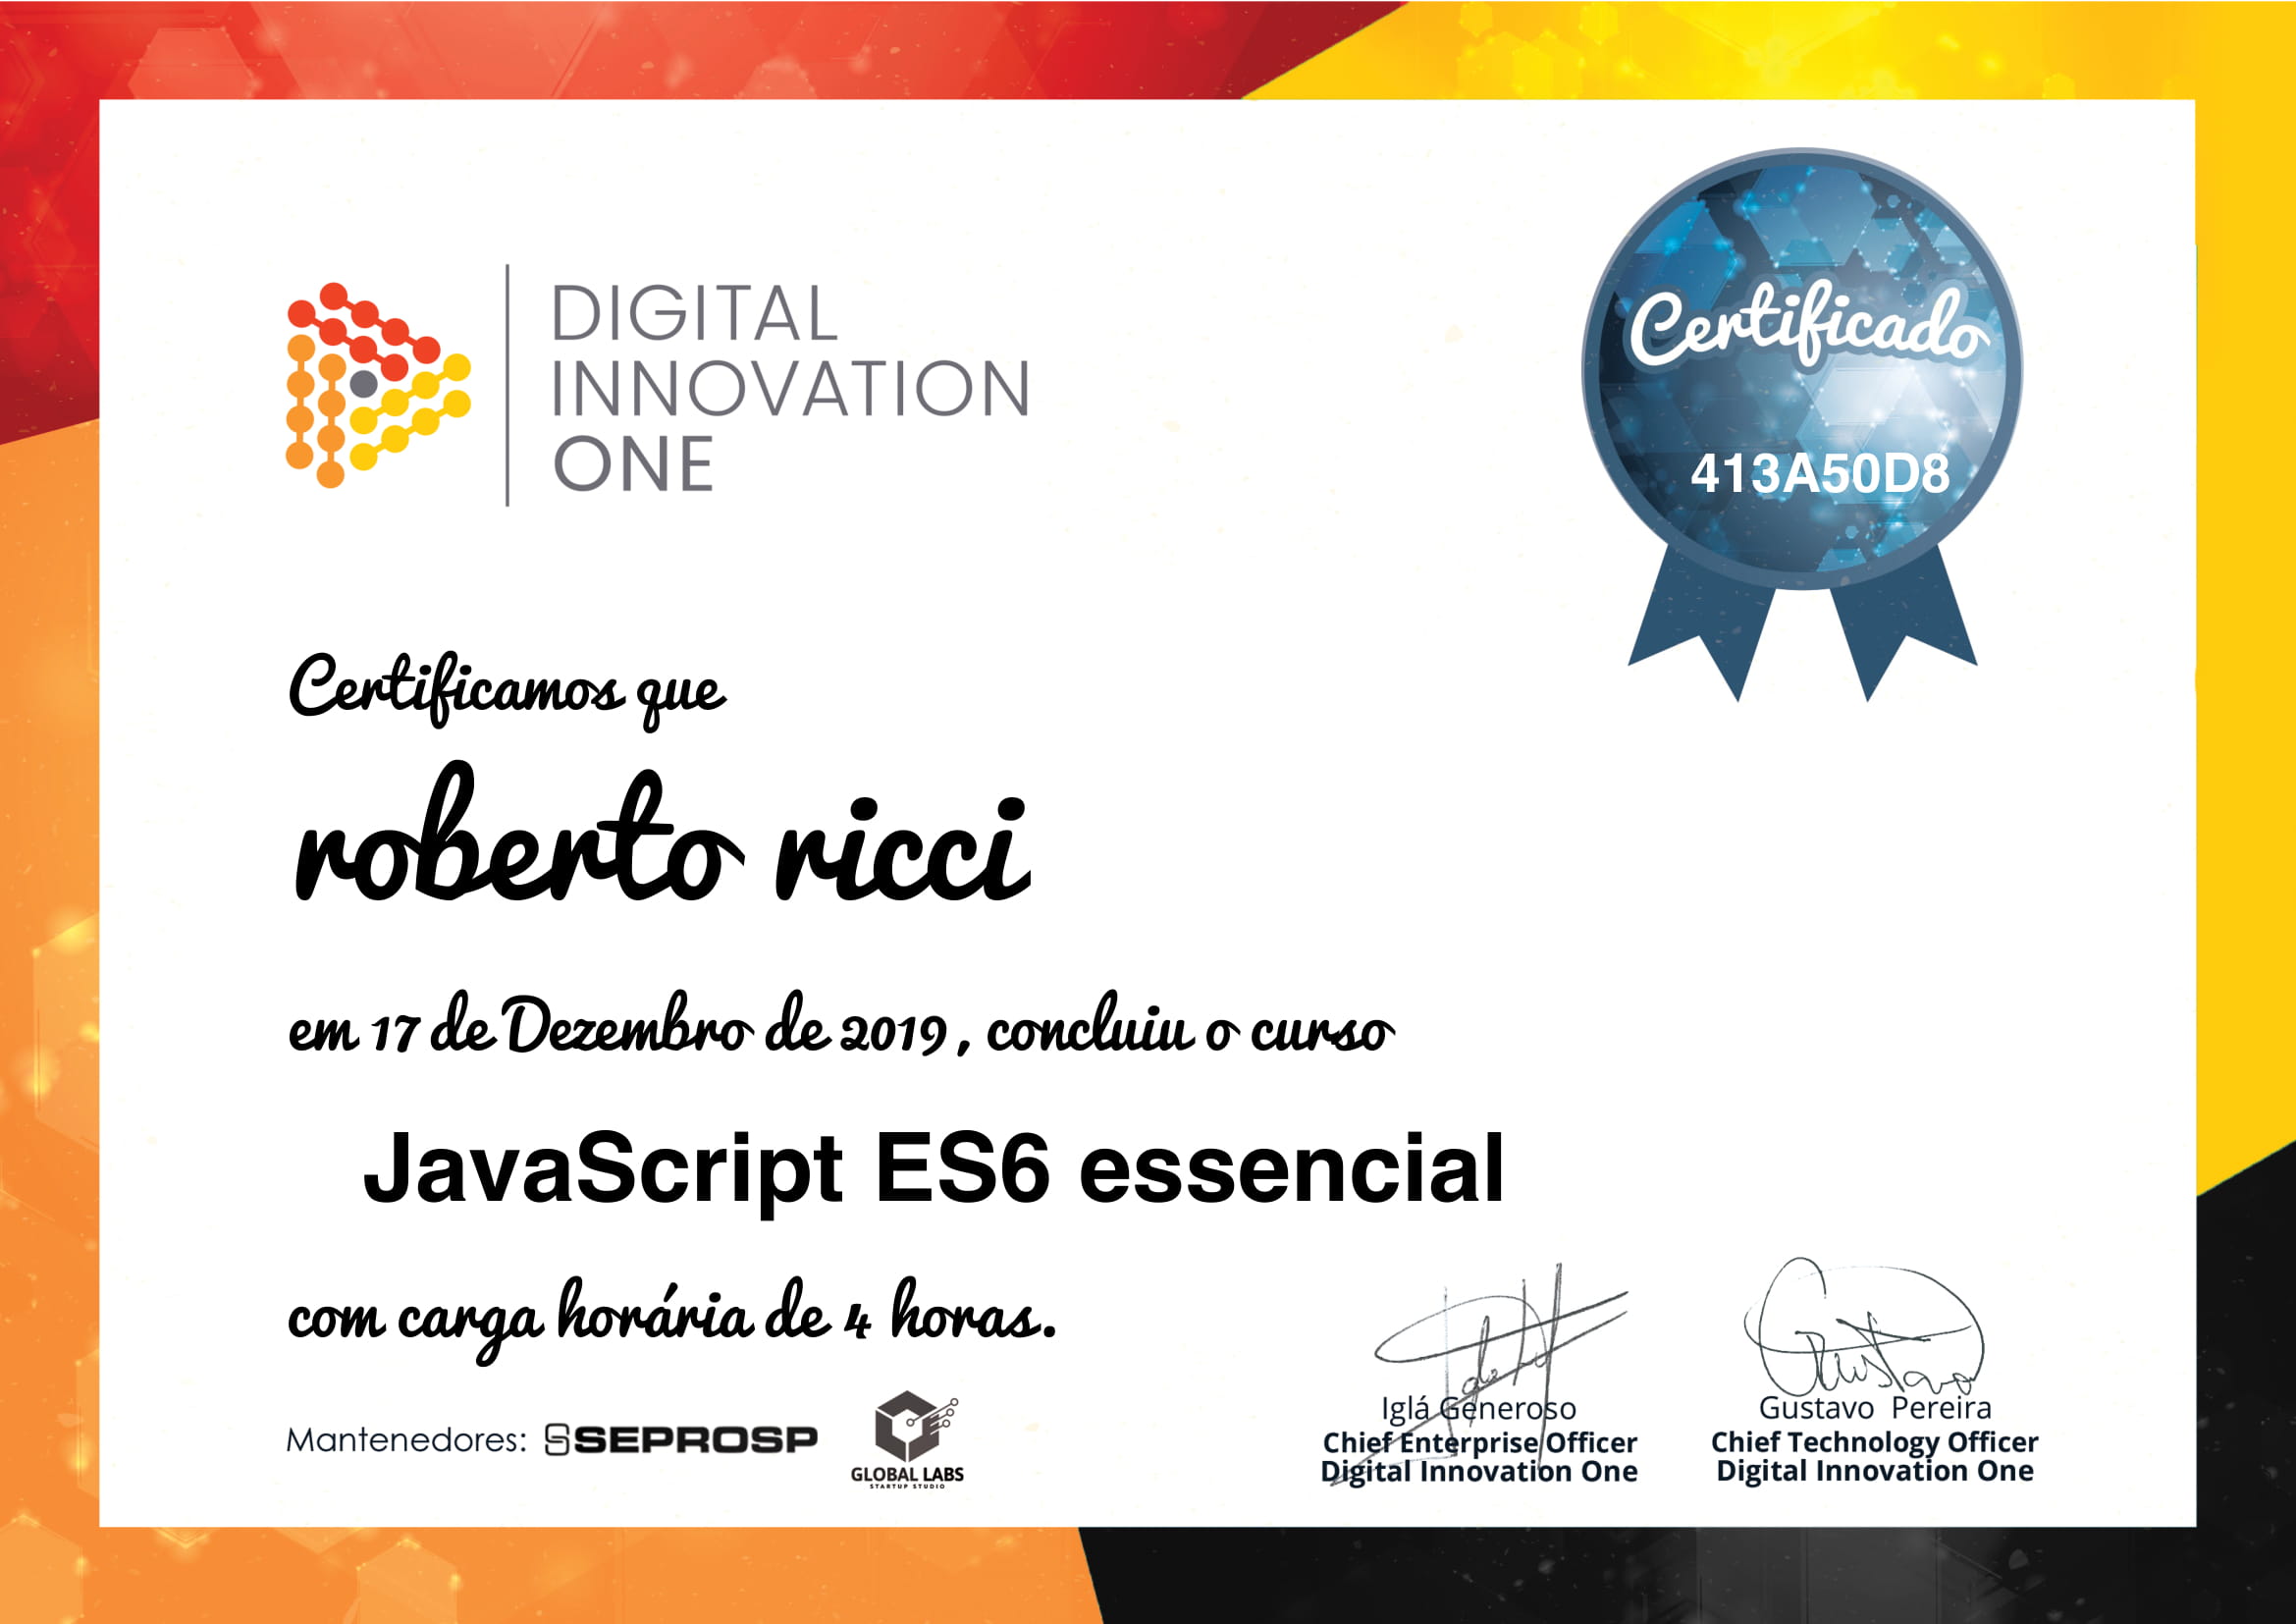 DIGITAL
INNOVATION
ONE
Certificado
413A50D8
Certificamos que
roberto ricci
em 17 de Dezembro de 2019, concluiu o curso
JavaScript ES6 essencial
com carga horária de 4 horas.
Mantenedores: SEPROSP
GLOBAL LABS
STARTUP STUDIO
Iglá Generoso
Chief Enterprise Officer
Digital Innovation One
Gustavo Pereira
Chief Technology Officer
Digital Innovation One